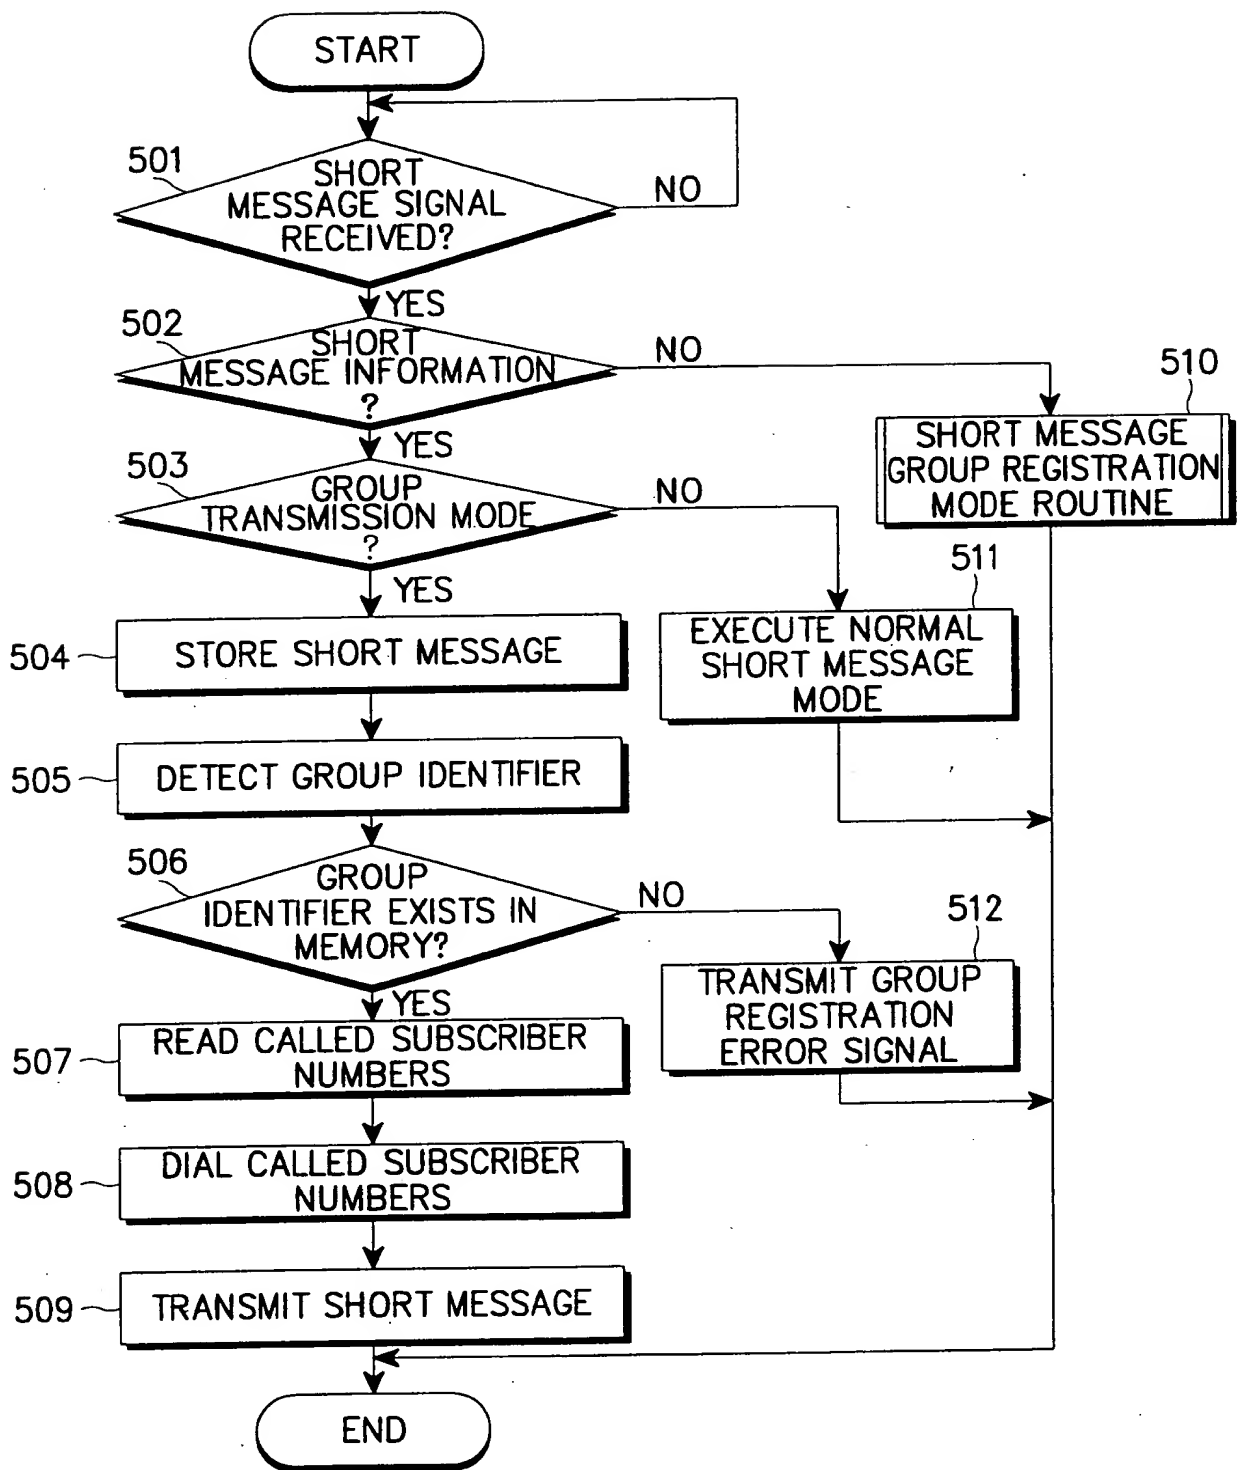 START
501
SHORT
MESSAGE SIGNAL
RECEIVED?
NO
YES
502
SHORT
MESSAGE INFORMATION
?
NO
YES
510
SHORT MESSAGE
GROUP REGISTRATION
MODE ROUTINE
503
GROUP
TRANSMISSION MODE
?
NO
YES
511
EXECUTE NORMAL
SHORT MESSAGE
MODE
504
STORE SHORT MESSAGE
505
DETECT GROUP IDENTIFIER
506
GROUP
IDENTIFIER EXISTS IN
MEMORY?
NO
YES
512
TRANSMIT GROUP
REGISTRATION
ERROR SIGNAL
507
READ CALLED SUBSCRIBER
NUMBERS
508
DIAL CALLED SUBSCRIBER
NUMBERS
509
TRANSMIT SHORT MESSAGE
END